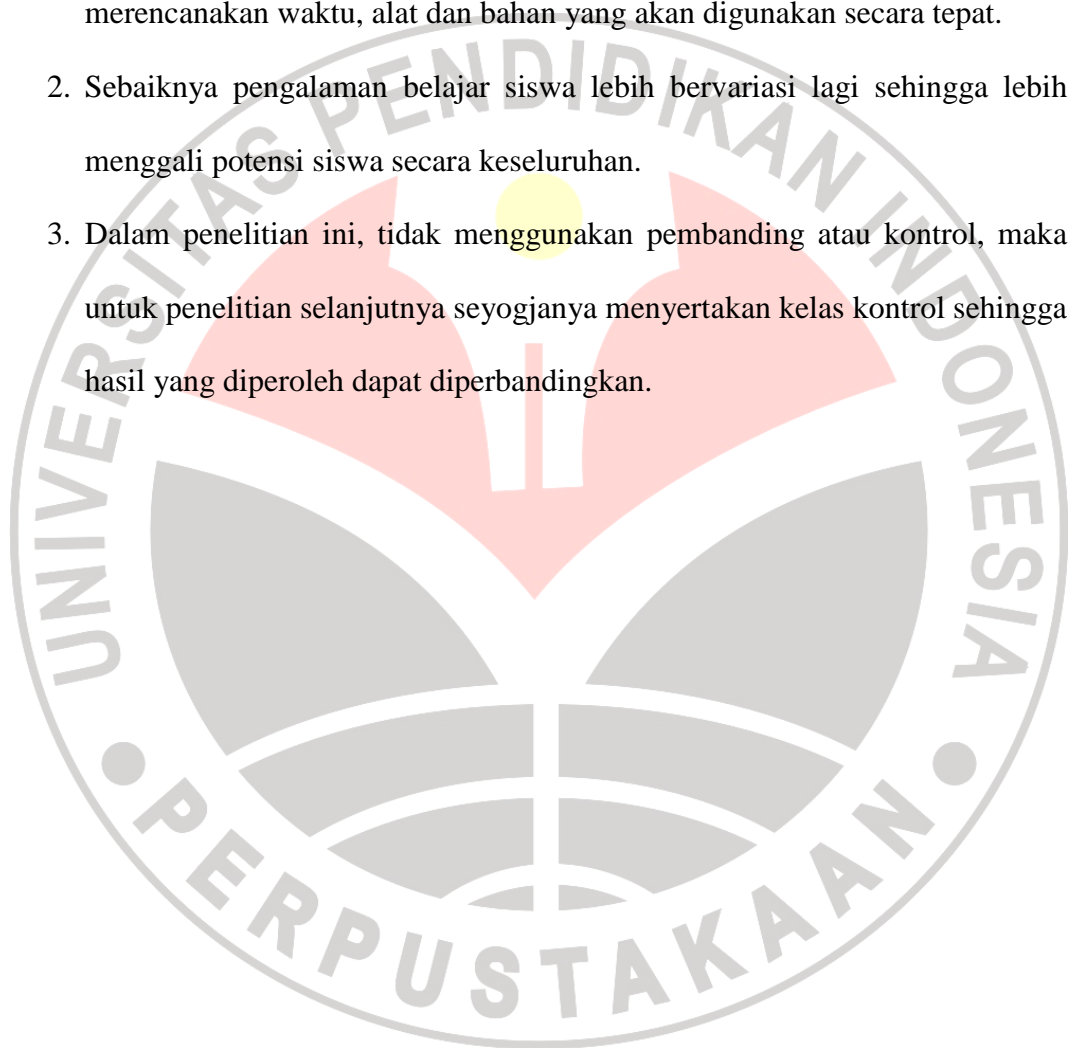 merencanakan waktu, alat dan bahan yang akan digunakan secara tepat.
2. Sebaiknya pengalaman belajar siswa lebih bervariasi lagi sehingga lebih
menggali potensi siswa secara keseluruhan.
3. Dalam penelitian ini, tidak menggunakan pembanding atau kontrol, maka
untuk penelitian selanjutnya seyogjanya menyertakan kelas kontrol sehingga
hasil yang diperoleh dapat diperbandingkan.
UNIVERSITAS PENDIDIKAN INDONESIA
PERPUSTAKAAN